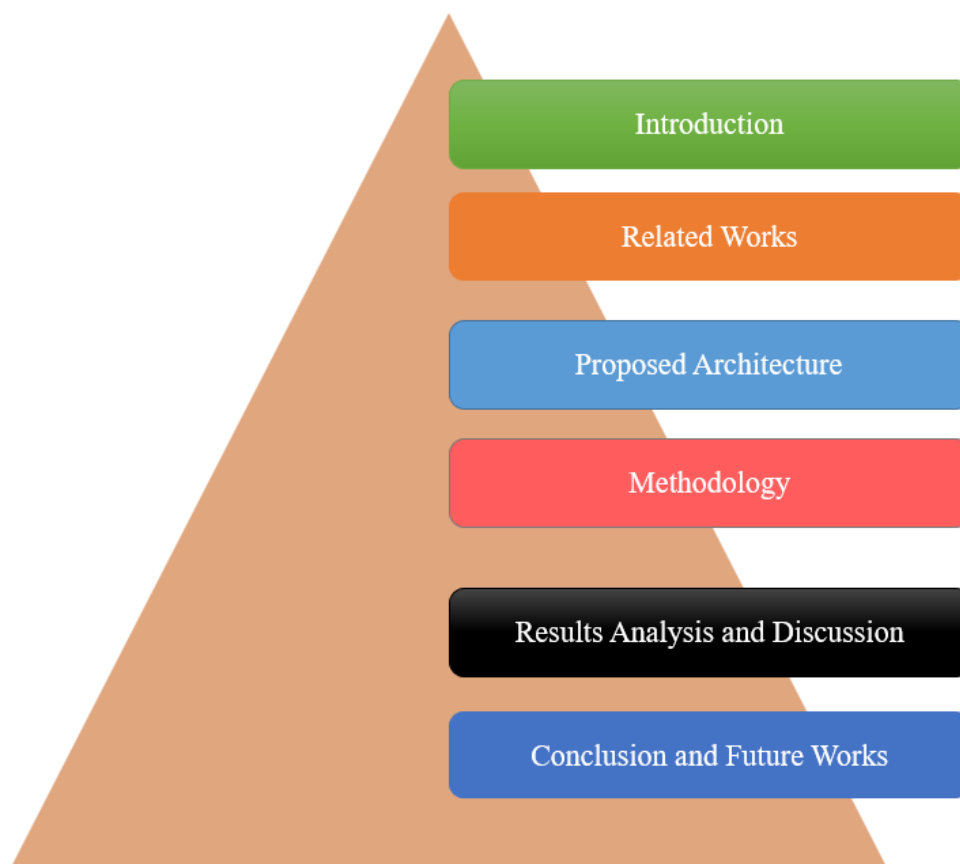 Introduction
Related Works
Proposed Architecture
Methodology
Results Analysis and Discussion
Conclusion and Future Works